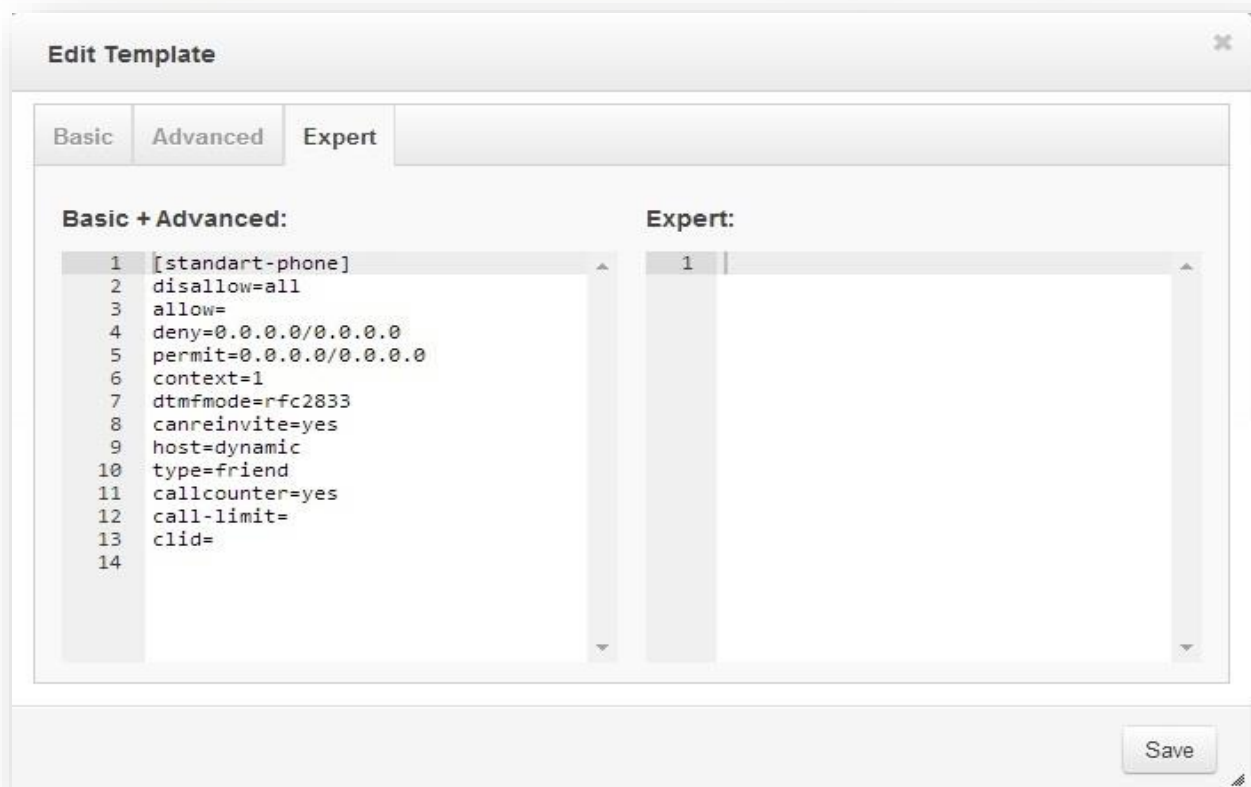 Edit Template
Basic Advanced Expert
Basic + Advanced:
1 [standart-phone]
2 disallow=all
3 allow=
4 deny=0.0.0.0/0.0.0.0
5 permit=0.0.0.0/0.0.0.0
6 context=1
7 dtmfmode=rfc2833
8 canreinvite=yes
9 host=dynamic
10 type=friend
11 callcounter=yes
12 call-limit=
13 clid=
14
Expert:
1
Save